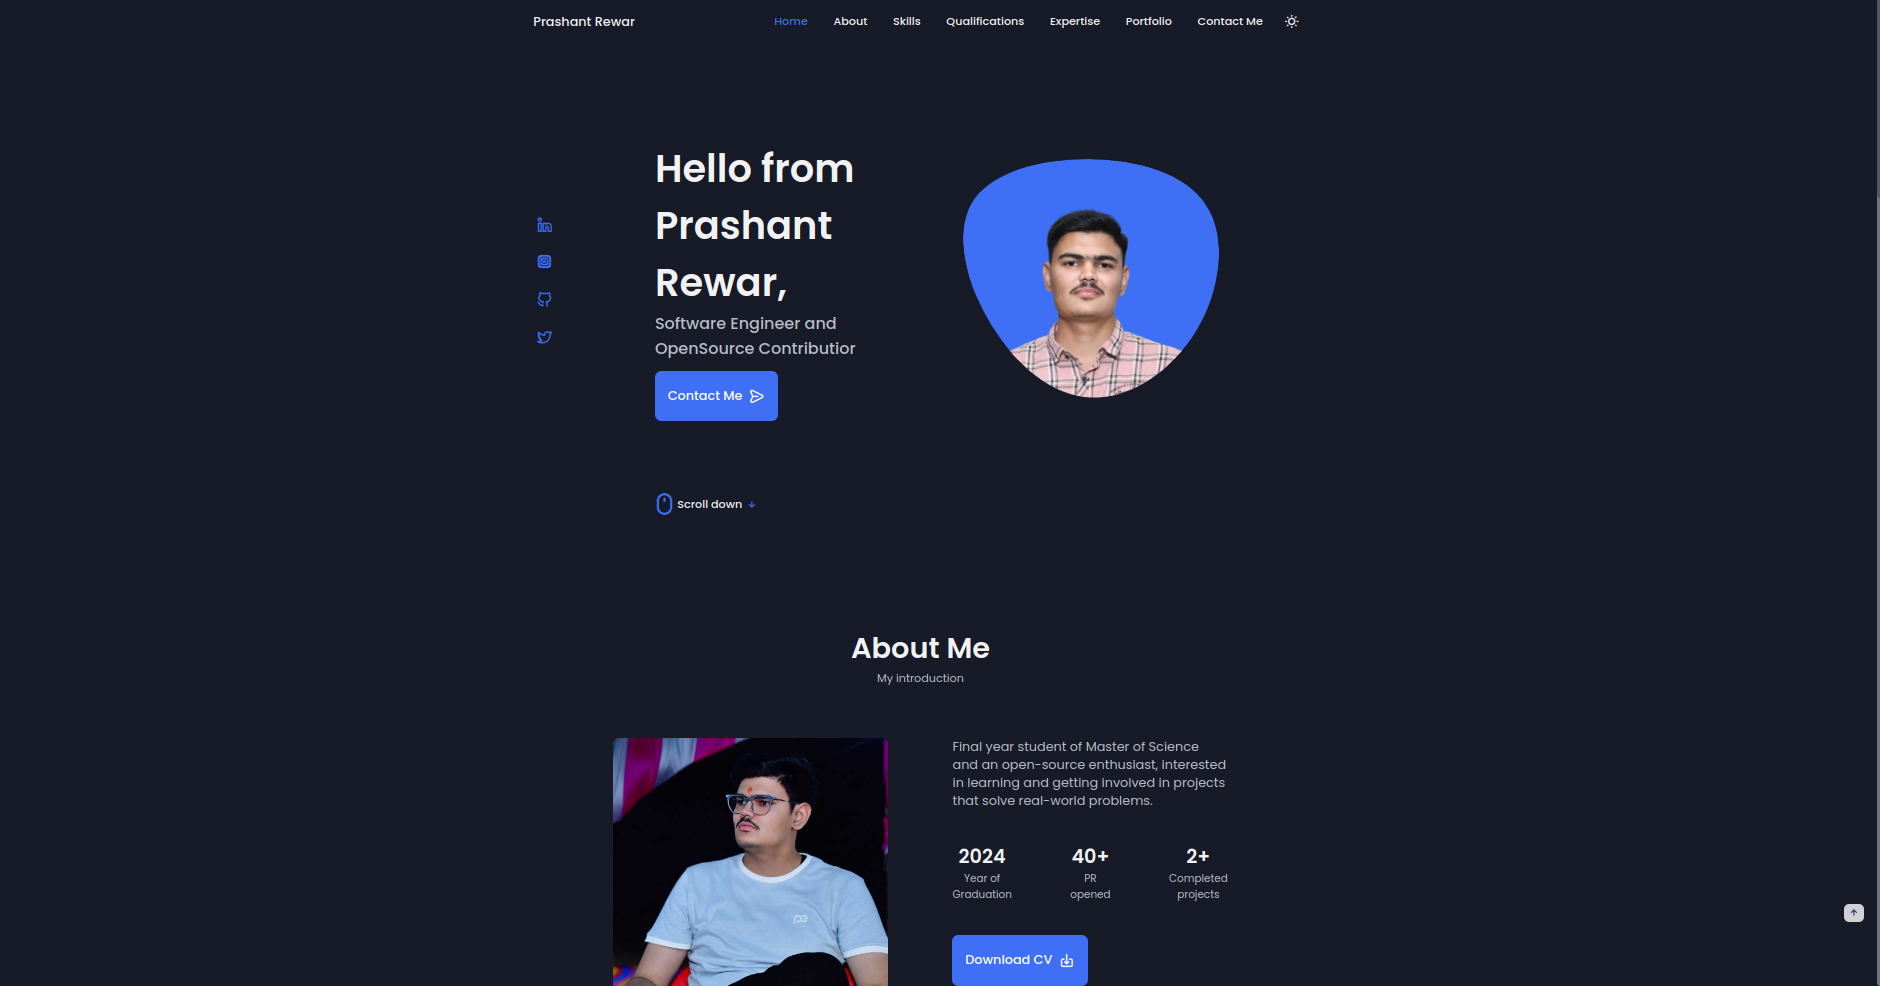 Prashant Rewar
Home About Skills Qualifications Expertise Portfolio Contact Me
Hello from
Prashant
Rewar,
Software Engineer and
OpenSource Contributior
Contact Me
Scroll down
About Me
My introduction
Final year student of Master of Science
and an open-source enthusiast, interested
in learning and getting involved in projects
that solve real-world problems.
2024 40+ 2+
Year of PR Completed
Graduation opened projects
Download CV